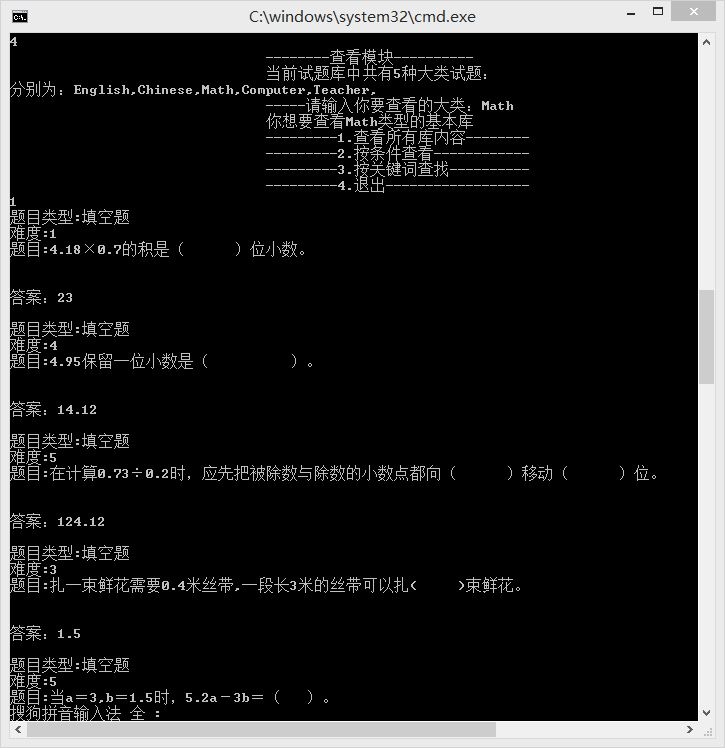 C:\windows\system32\cmd.exe
4
--------查看模块----------
当前试题库中共有5种大类试题:
分别为: English,Chinese,Math,Computer,Teacher,
-----请输入你要查看的大类: Math
你想要查看Math类型的基本库
---------1.查看所有库内容--------
---------2.按条件查看------------
---------3.按关键词查找----------
---------4.退出------------------
1
题目类型:填空题
难度:1
题目:4.18×0.7的积是（      ）位小数。
答案: 23
题目类型:填空题
难度:4
题目:4.95保留一位小数是（          ）。
答案: 14.12
题目类型:填空题
难度:5
题目:在计算0.73÷0.2时，应先把被除数与除数的小数点都向（      ）移动（      ）位。
答案: 124.12
题目类型:填空题
难度:3
题目:扎一束鲜花需要0.4米丝带,一段长3米的丝带可以扎(     )束鲜花。
答案: 1.5
题目类型:填空题
难度:5
题目:当a＝3,b＝1.5时，5.2a－3b＝（   ）。
搜狗拼音输入法 全 :